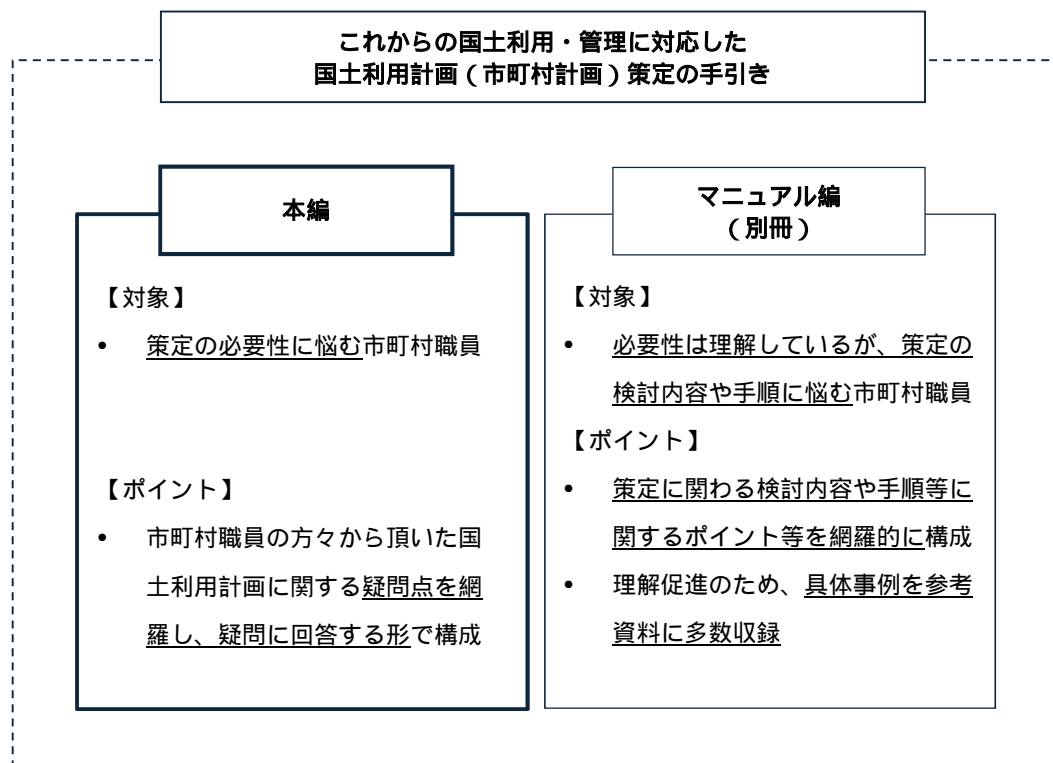 これからの国土利用・管理に対応した
国土利用計画(市町村計画)策定の手引き
本編
【対象】
• 策定の必要性に悩む市町村職員
【ポイント】
• 市町村職員の方々から頂いた国
土利用計画に関する疑問点を網
羅し、疑問に回答する形で構成
マニュアル編
(別冊)
【対象】
• 必要性は理解しているが、策定の
検討内容や手順に悩む市町村職員
【ポイント】
• 策定に関わる検討内容や手順等に
関するポイント等を網羅的に構成
• 理解促進のため、具体事例を参考
資料に多数収録